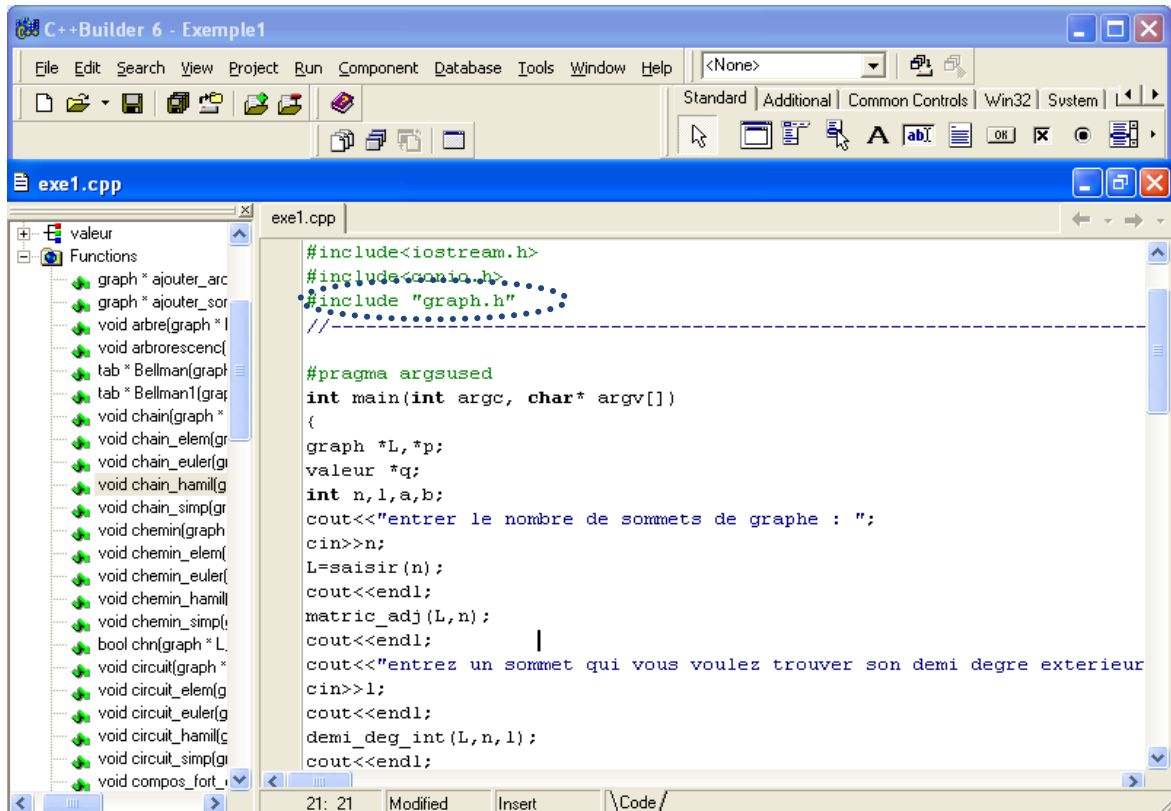 C++Builder 6 - Exemple1
File Edit Search View Project Run Component Database Tools Window Help
<None>
Standard Additional Common Controls Win32 System
exe1.cpp
exe1.cpp
valeur
Functions
graph * ajouter_arc
graph * ajouter_sor
void arbre(graph * l
void arbrorescenc(
tab * Bellman(grap
tab * Bellman1(grap
void chain(graph *
void chain_elem(gr
void chain_euler(gr
void chain_hamil(g
void chain_simp(gr
void chemin(graph
void chemin_elem(
void chemin_euler(
void chemin_hamil(
void chemin_simp(
bool chn(graph * L,
void circuit(graph *
void circuit_elem(g
void circuit_euler(g
void circuit_hamil(g
void circuit_simp(gr
void compos_fort_
#include<iostream.h>
#include<conio.h>
#include "graph.h"
//----------------------------------------------------------------------
#pragma argsused
int main(int argc, char* argv[])
{
graph *L,*p;
valeur *q;
int n,l,a,b;
cout<<"entrer le nombre de sommets de graphe : ";
cin>>n;
L=saisir(n);
cout<<endl;
matric_adj(L,n);
cout<<endl;
cout<<"entrez un sommet qui vous voulez trouver son demi degre exterieur
cin>>l;
cout<<endl;
demi_deg_int(L,n,l);
cout<<endl;
21: 21 Modified Insert \Code/